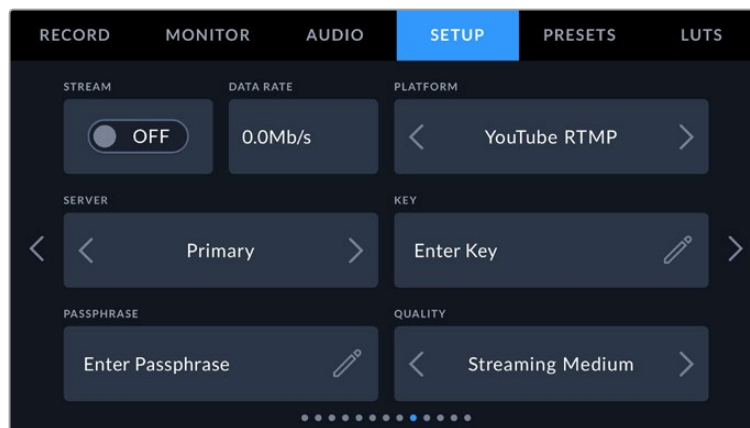 RECORD MONITOR AUDIO SETUP PRESETS LUTS
STREAM DATA RATE PLATFORM
OFF 0.0Mb/s YouTube RTMP
SERVER KEY
Primary Enter Key
PASSPHRASE QUALITY
Enter Passphrase Streaming Medium